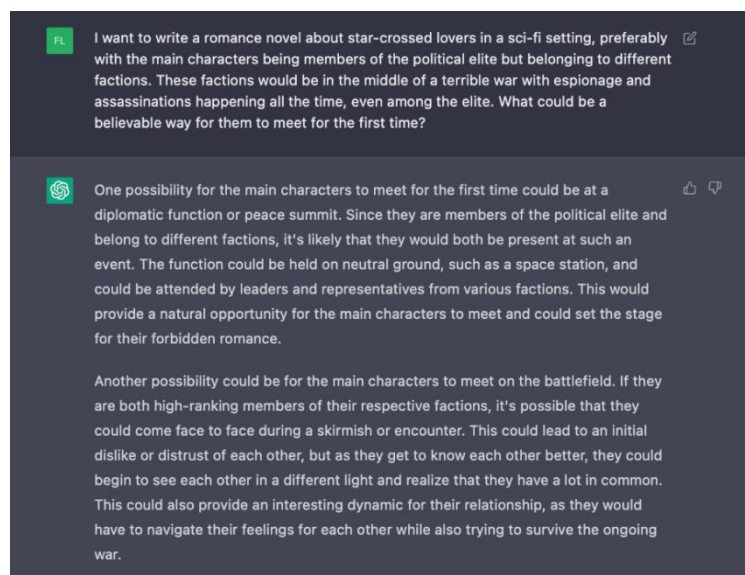 FL
I want to write a romance novel about star-crossed lovers in a sci-fi setting, preferably
with the main characters being members of the political elite but belonging to different
factions. These factions would be in the middle of a terrible war with espionage and
assassinations happening all the time, even among the elite. What could be a
believable way for them to meet for the first time?
One possibility for the main characters to meet for the first time could be at a
diplomatic function or peace summit. Since they are members of the political elite and
belong to different factions, it's likely that they would both be present at such an
event. The function could be held on neutral ground, such as a space station, and
could be attended by leaders and representatives from various factions. This would
provide a natural opportunity for the main characters to meet and could set the stage
for their forbidden romance.
Another possibility could be for the main characters to meet on the battlefield. If they
are both high-ranking members of their respective factions, it's possible that they
could come face to face during a skirmish or encounter. This could lead to an initial
dislike or distrust of each other, but as they get to know each other better, they could
begin to see each other in a different light and realize that they have a lot in common.
This could also provide an interesting dynamic for their relationship, as they would
have to navigate their feelings for each other while also trying to survive the ongoing
war.